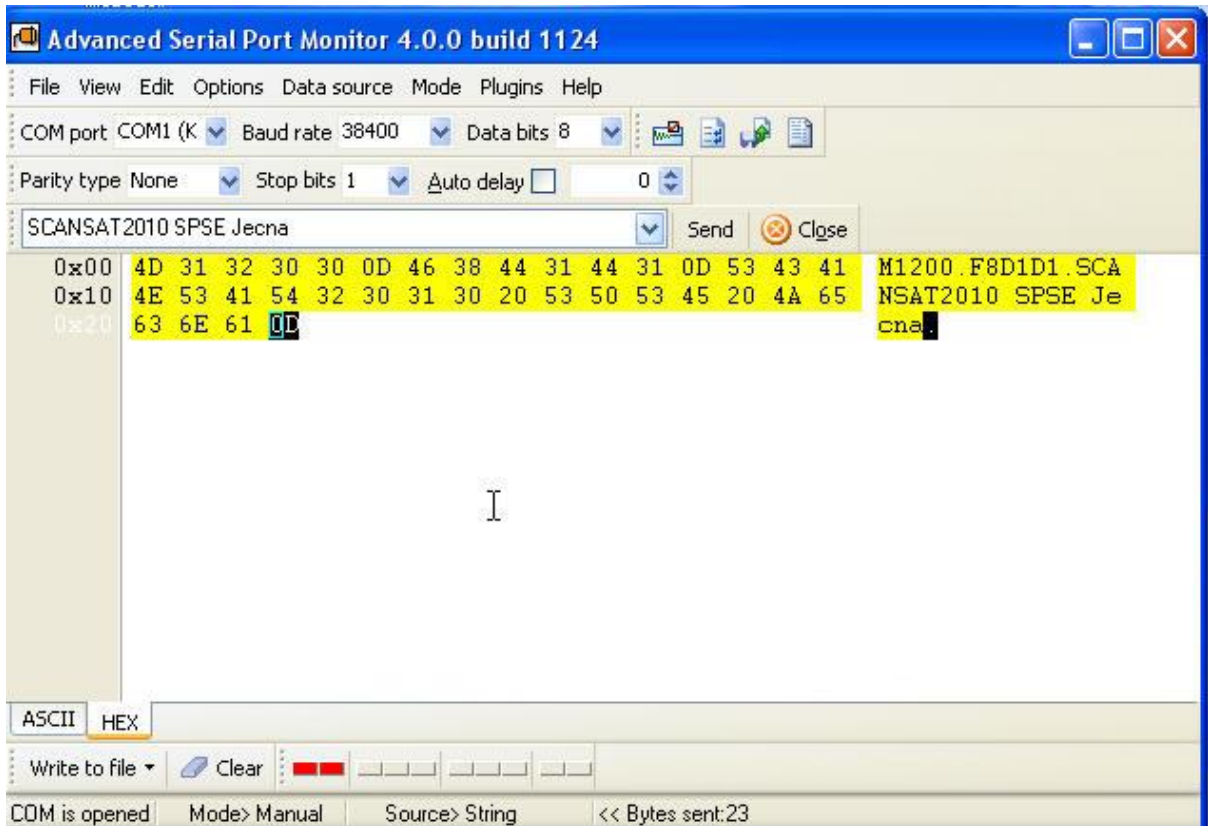 Advanced Serial Port Monitor 4.0.0 build 1124
File View Edit Options Data source Mode Plugins Help
COM port COM1 (K Baud rate 38400 Data bits 8
Parity type None Stop bits 1 Auto delay 0
SCANSAT2010 SPSE Jecna Send Close
0x00 4D 31 32 30 30 0D 46 38 44 31 44 31 0D 53 43 41 M1200.F8D1D1.SCA
0x10 4E 53 41 54 32 30 31 30 20 53 50 53 45 20 4A 65 NSAT2010 SPSE Je
0x20 63 6E 61 0D cna.
ASCII HEX
Write to file Clear
COM is opened Mode> Manual Source> String << Bytes sent:23